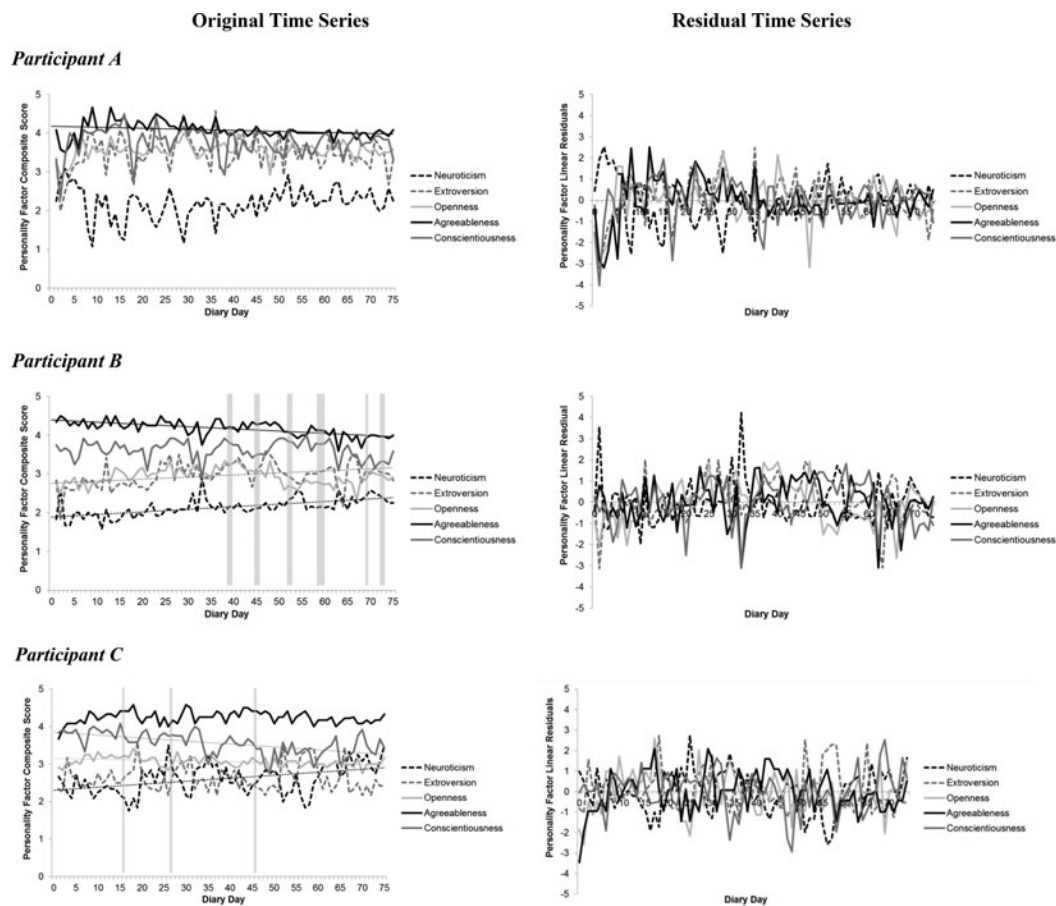 Original Time Series
Residual Time Series
Participant A
Personality Factor Composite Score
5
4
3
2
1
0
0 5 10 15 20 25 30 35 40 45 50 55 60 65 70 75
Diary Day
Neuroticism
Extroversion
Openness
Agreeableness
Conscientiousness
Personality Factor Linear Residuals
5
4
3
2
1
0
-1
-2
-3
-4
-5
Diary Day
Neuroticism
Extroversion
Openness
Agreeableness
Conscientiousness
Participant B
Personality Factor Composite Score
5
4
3
2
1
0
0 5 10 15 20 25 30 35 40 45 50 55 60 65 70 75
Diary Day
Neuroticism
Extroversion
Openness
Agreeableness
Conscientiousness
Personality Factor Linear Resdiual
5
4
3
2
1
0
-1
-2
-3
-4
-5
Diary Day
Neuroticism
Extroversion
Openness
Agreeableness
Conscientiousness
Participant C
Personality Factor Composite Score
5
4
3
2
1
0
0 5 10 15 20 25 30 35 40 45 50 55 60 65 70 75
Diary Day
Neuroticism
Extroversion
Openness
Agreeableness
Conscientiousness
Personality Factor Linear Residuals
5
4
3
2
1
0
-1
-2
-3
-4
-5
Diary Day
Neuroticism
Extroversion
Openness
Agreeableness
Conscientiousness